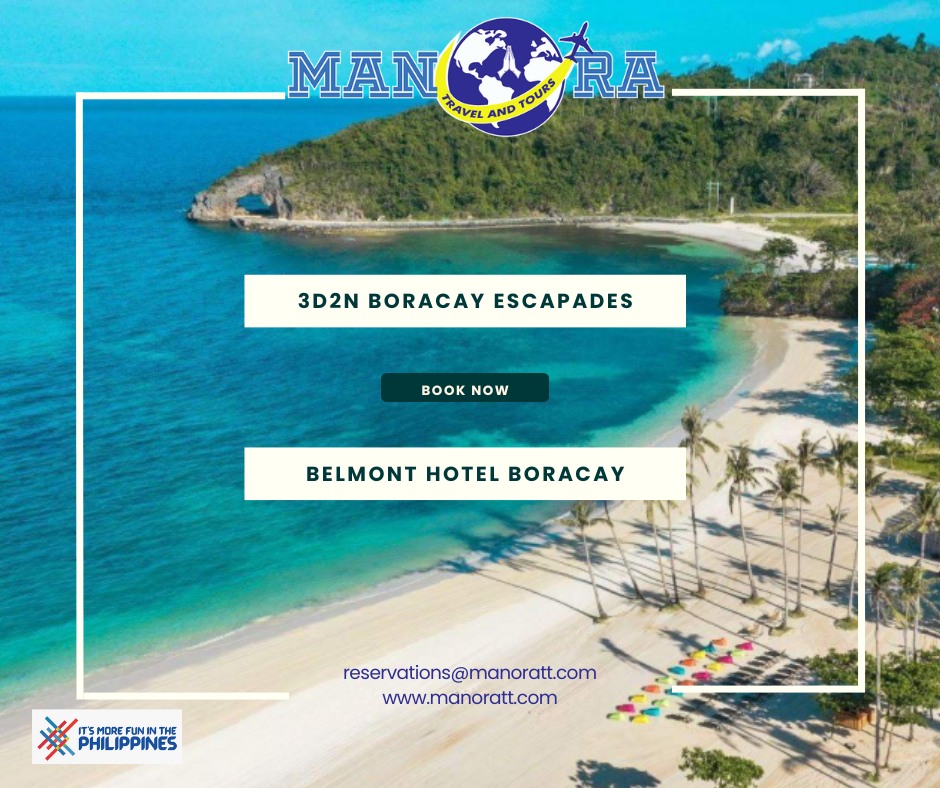 MANORA
TRAVEL AND TOURS
3D2N BORACAY ESCAPADES
BOOK NOW
BELMONT HOTEL BORACAY
reservations@manoratt.com
www.manoratt.com
IT'S MORE FUN IN THE
PHILIPPINES